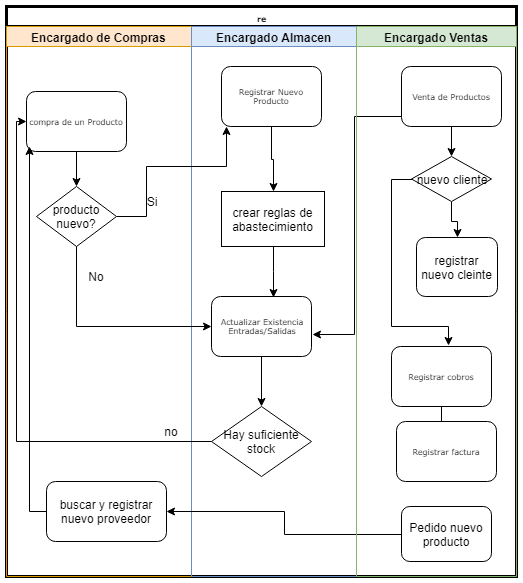 re
Encargado de Compras
Encargado Almacen
Encargado Ventas
compra de un Producto
Registrar Nuevo
Producto
Venta de Productos
producto
nuevo?
Si
No
crear reglas de
abastecimiento
nuevo cliente
registrar
nuevo cleinte
Actualizar Existencia
Entradas/Salidas
Registrar cobros
Hay suficiente
stock
no
Registrar factura
buscar y registrar
nuevo proveedor
Pedido nuevo
producto